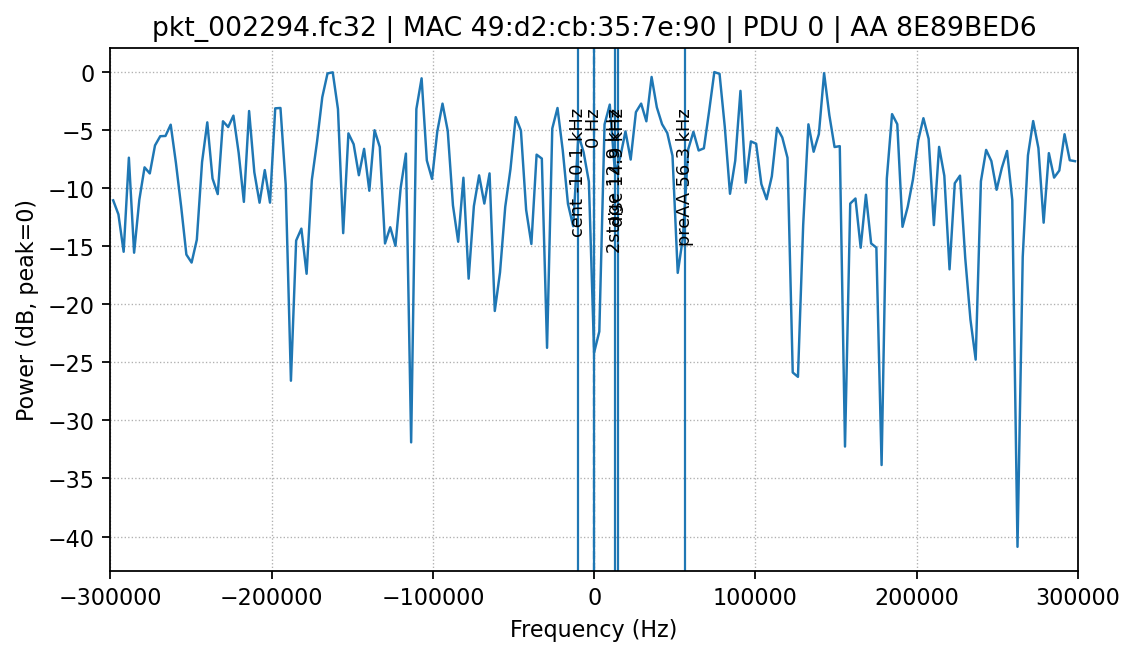 pkt_002294.fc32 | MAC 49:d2:cb:35:7e:90 | PDU 0 | AA 8E89BED6
Power (dB, peak=0)
0
−5
−10
−15
−20
−25
−30
−35
−40
cent -10.1 kHz
0 Hz
preAA 56.3 kHz
−300000
−200000
−100000
0
100000
200000
300000
Frequency (Hz)